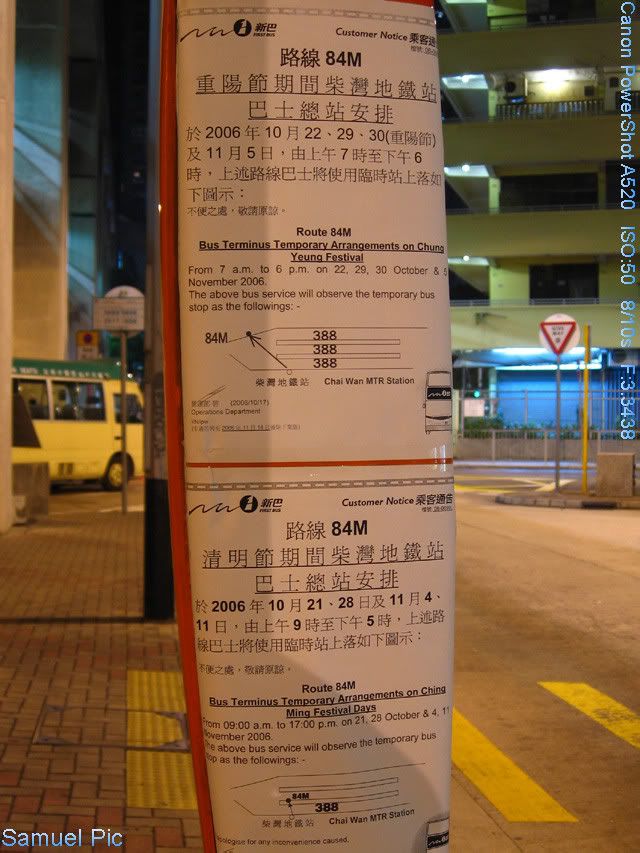 新巴
FIRST BUS
Customer Notice 乘客通告
路線 84M
重陽節期間柴灣地鐵站
巴士總站安排
於 2006 年 10 月 22、29、30(重陽節)
及 11 月 5 日，由上午 7 時至下午 6
時，上述路線巴士將使用臨時站上落如
下圖示：
不便之處，敬請原諒。
Route 84M
Bus Terminus Temporary Arrangements on Chung
Yeung Festival
From 7 a.m. to 6 p.m. on 22, 29, 30 October & 5
November 2006.
The above bus service will observe the temporary bus
stop as the followings: -
84M
388
388
388
柴灣地鐵站 Chai Wan MTR Station
(2006/10/17)
Operations Department
新巴
FIRST BUS
Customer Notice 乘客通告
路線 84M
清明節期間柴灣地鐵站
巴士總站安排
於 2006 年 10 月 21、28 日及 11 月 4、
11 日，由上午 9 時至下午 5 時，上述路
線巴士將使用臨時站上落如下圖示：
不便之處，敬請原諒。
Route 84M
Bus Terminus Temporary Arrangements on Ching
Ming Festival Days
From 09:00 a.m. to 17:00 p.m. on 21, 28 October & 4, 11
November 2006.
The above bus service will observe the temporary bus
stop as the followings: -
84M
388
柴灣地鐵站 Chai Wan MTR Station
Apologise for any inconvenience caused.
GIVE WAY
Canon PowerShot A520 ISO:50 8/10s F:3.3438
Samuel Pic